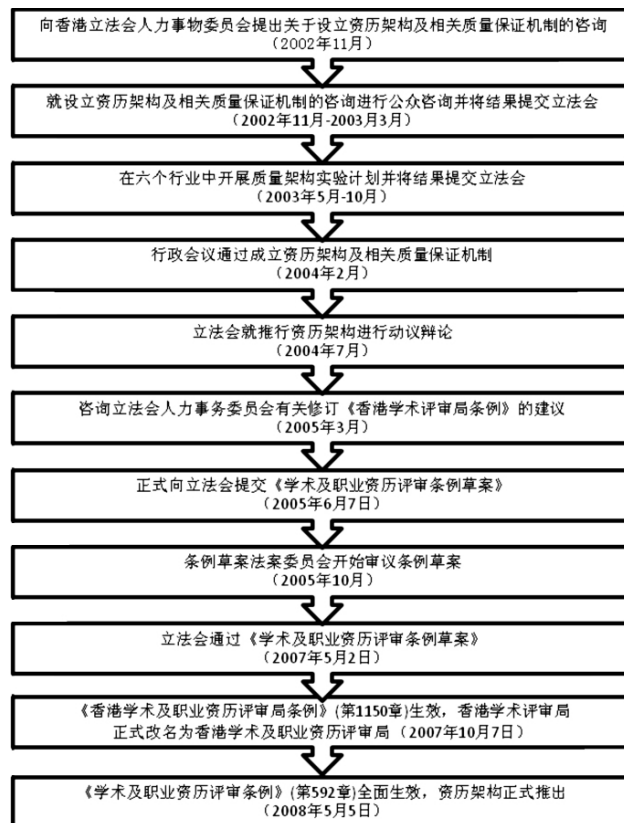 向香港立法会人力事物委员会提出关于设立资历架构及相关质量保证机制的咨询
（2002年11月）
就设立资历架构及相关质量保证机制的咨询进行公众咨询并将结果提交立法会
（2002年11月-2003年3月）
在六个行业中开展质量架构实验计划并将结果提交立法会
（2003年5月-10月）
行政会议通过成立资历架构及相关质量保证机制
（2004年2月）
立法会就推行资历架构进行动议辩论
（2004年7月）
咨询立法会人力事务委员会有关修订《香港学术评审局条例》的建议
（2005年3月）
正式向立法会提交《学术及职业资历评审条例草案》
（2005年6月7日）
条例草案法案委员会开始审议条例草案
（2005年10月）
立法会通过《学术及职业资历评审条例草案》
（2007年5月2日）
《香港学术及职业资历评审局条例》(第1150章)生效，香港学术评审局
正式改名为香港学术及职业资历评审局（2007年10月7日）
《学术及职业资历评审条例》(第592章)全面生效，资历架构正式推出
（2008年5月5日）